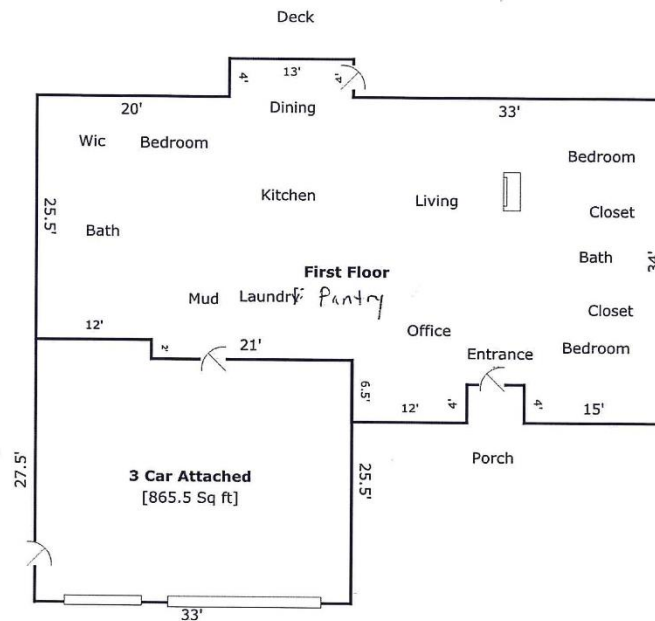 Deck
4' 13' 4'
20' Dining 33'
Wic Bedroom
Bedroom
Kitchen Living
25.5' Closet
Bath
Bath 34'
First Floor
Mud Laundry Pantry
Closet
Office
12' 2' 21' Entrance Bedroom
6.5' 12' 4' 4' 15'
Porch
27.5' 3 Car Attached 25.5'
[865.5 Sq ft]
33'